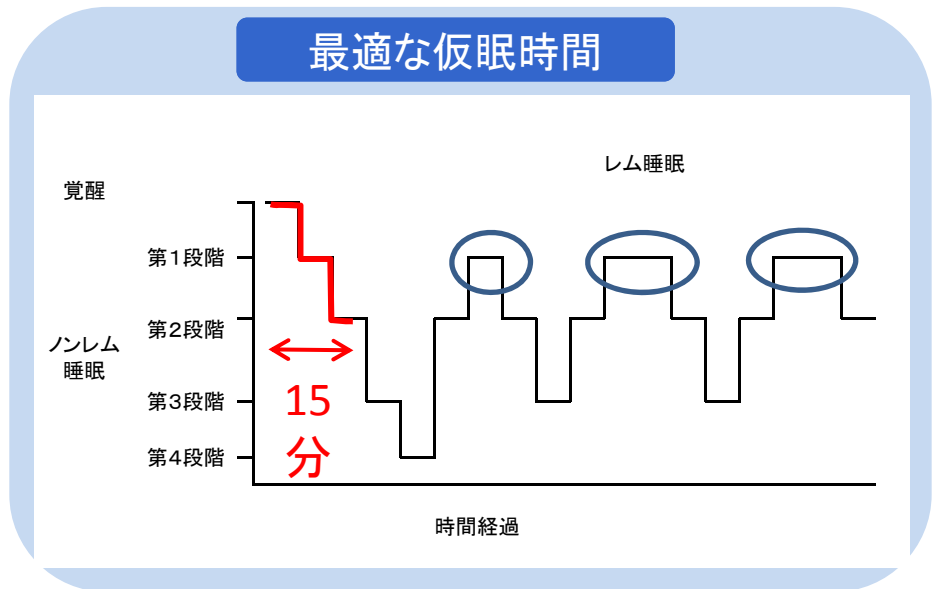 最適な仮眠時間
レム睡眠
覚醒
第1段階
第2段階
ノンレム
睡眠
第3段階
第4段階
15
分
時間経過